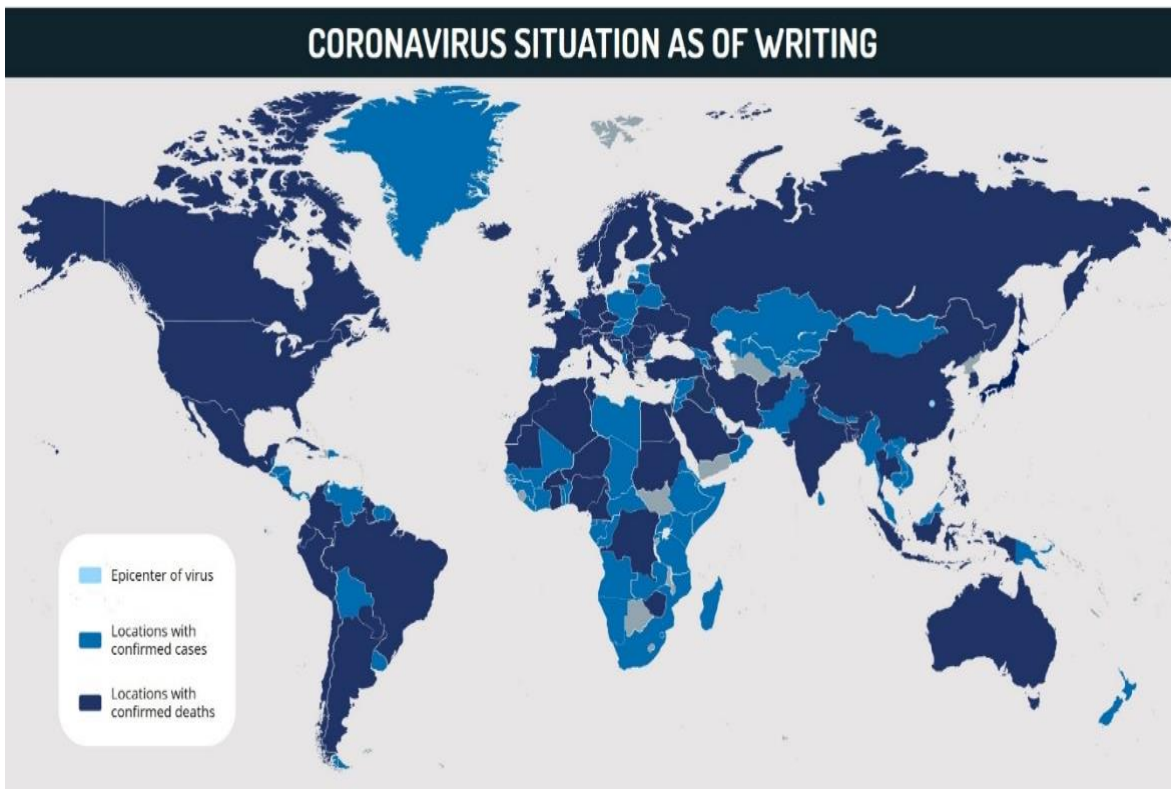 CORONAVIRUS SITUATION AS OF WRITING
Epicenter of virus
Locations with
confirmed cases
Locations with
confirmed deaths